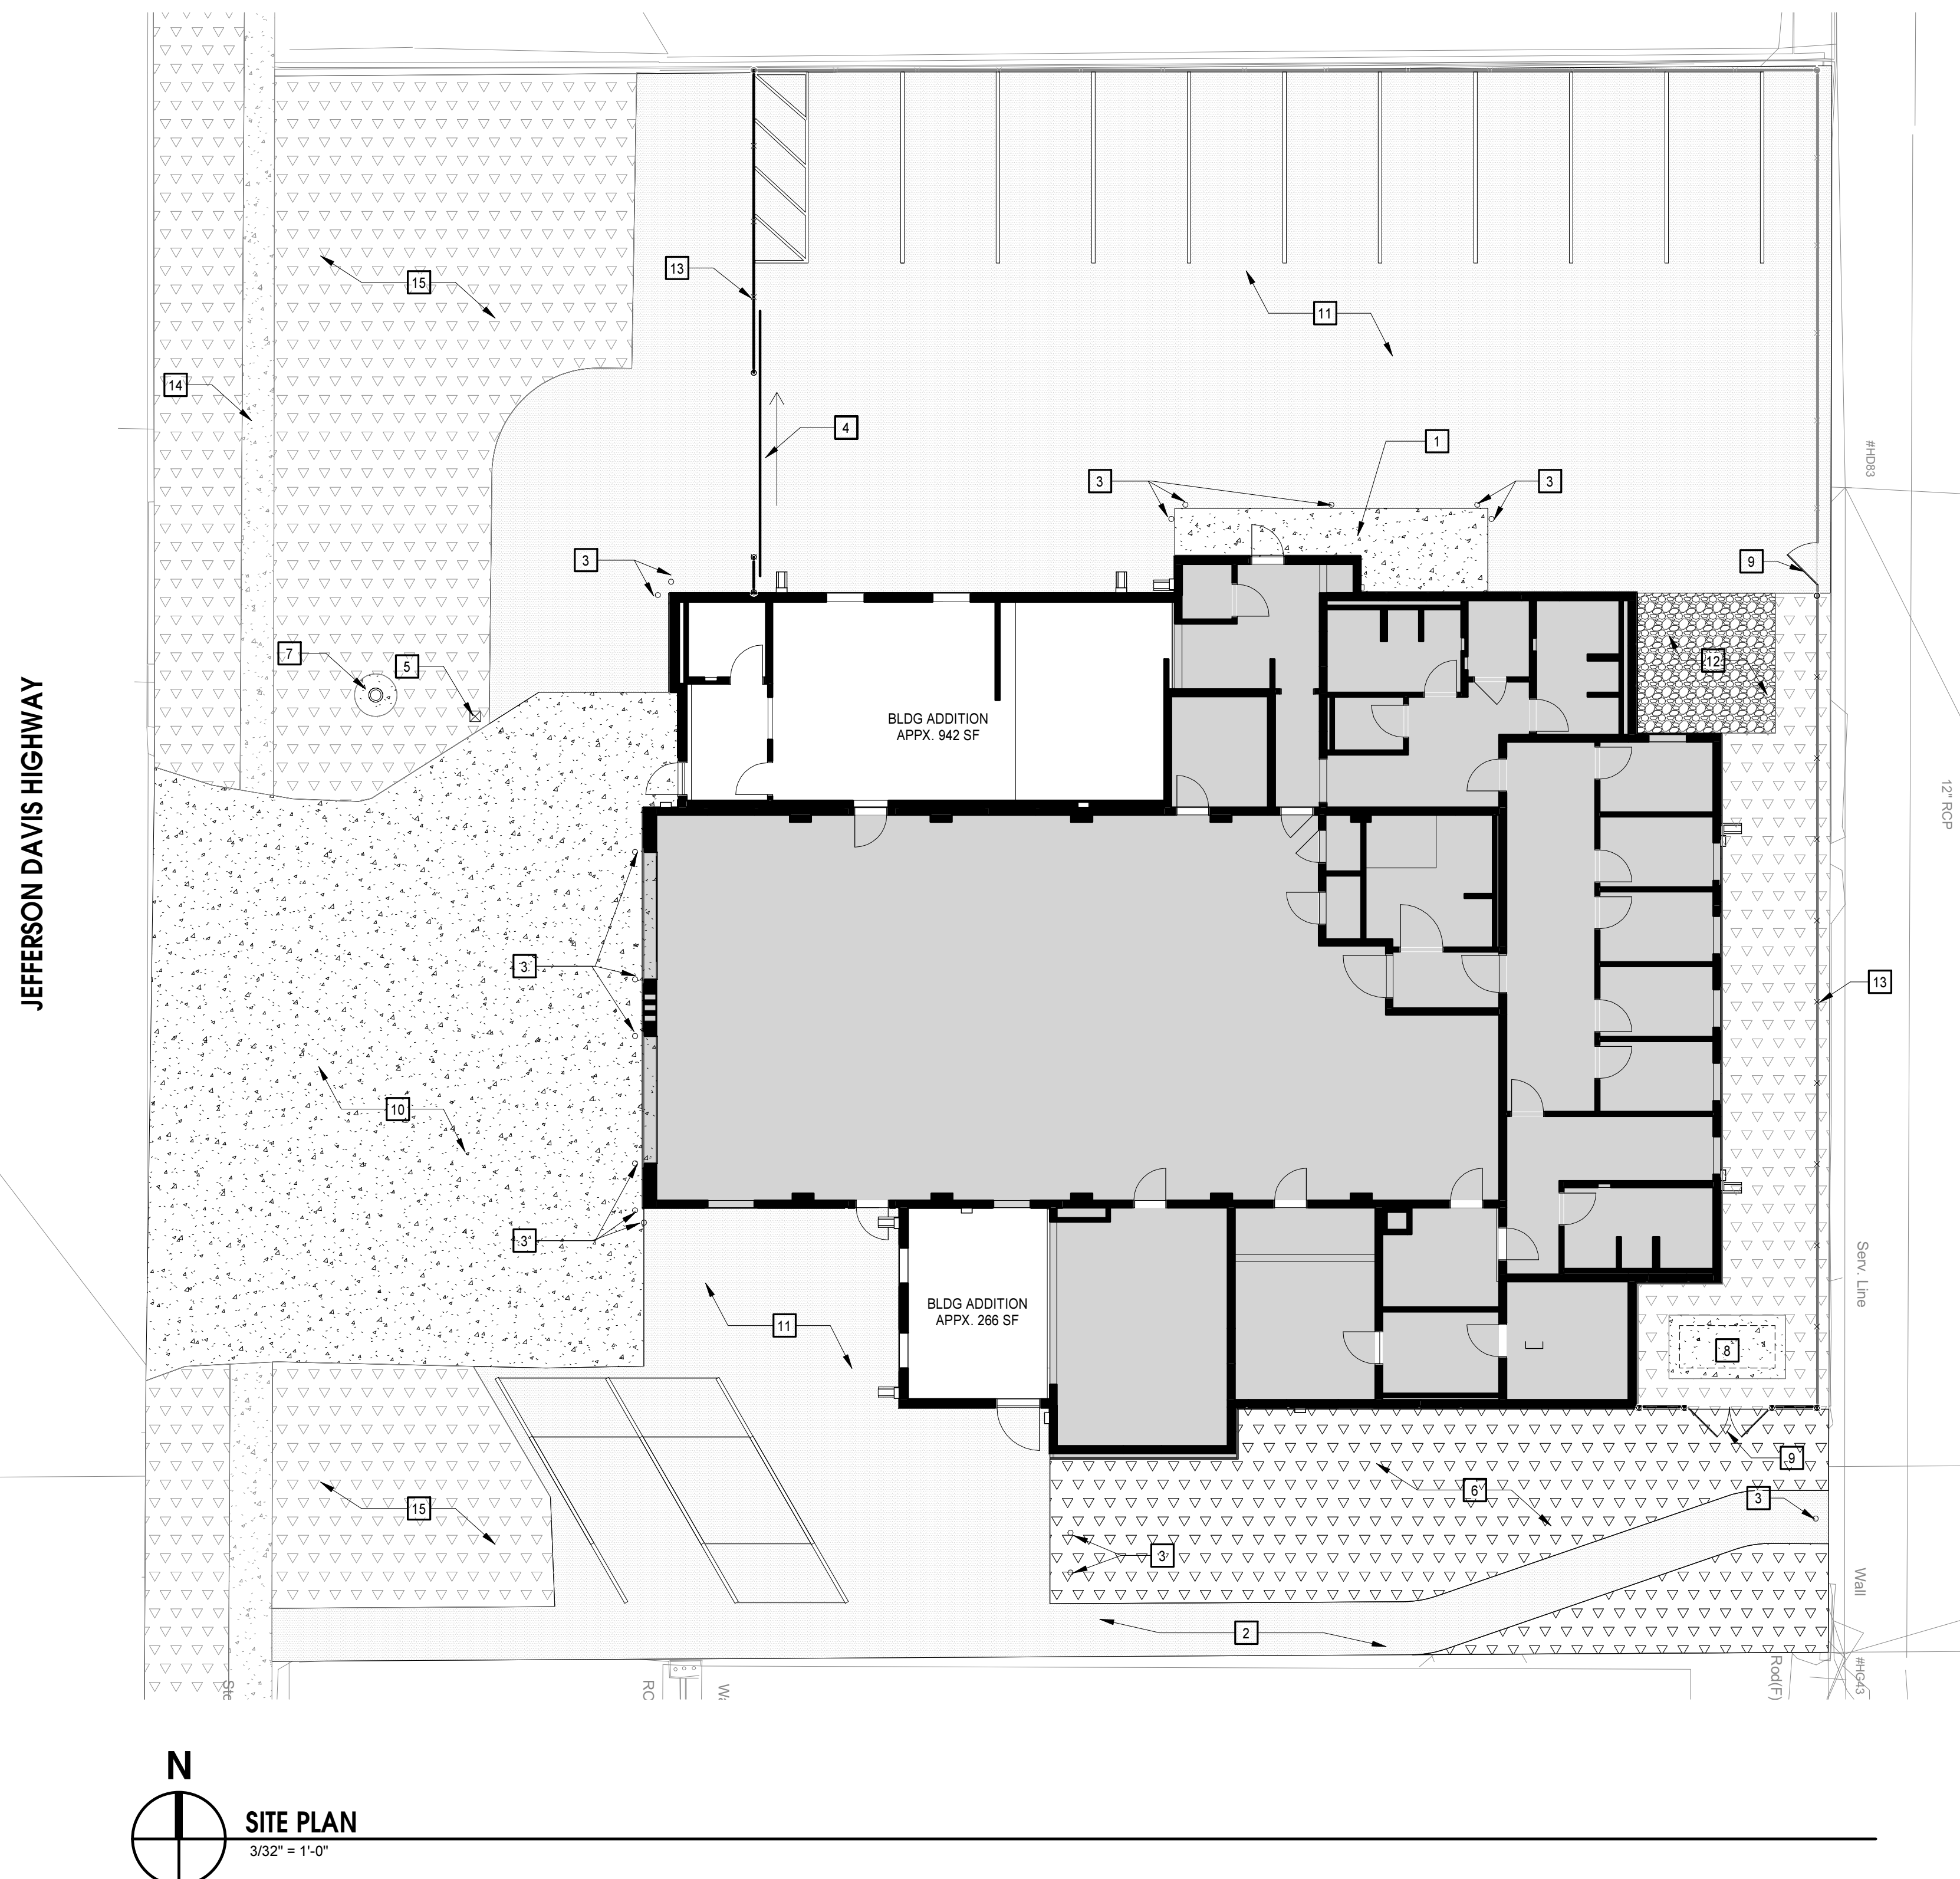 15
13
11
14
4
1
3
3
#HD83
3
9
7
5
12
BLDG ADDITION
APPX. 942 SF
JEFFERSON DAVIS HIGHWAY
12" RCP
3
13
10
3
Serv. Line
BLDG ADDITION
APPX. 266 SF
11
8
9
15
6
3
3
Wall
2
RC
Rod(F)
#HG43
N
SITE PLAN
3/32" = 1'-0"